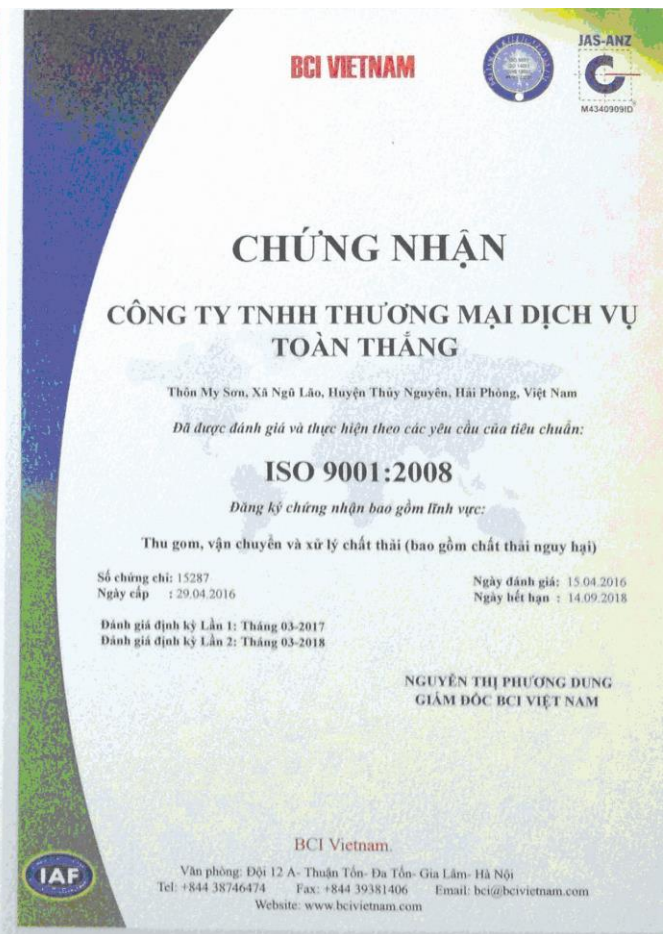 BCI VIETNAM
JAS-ANZ
M4340909ID
CHỨNG NHẬN
CÔNG TY TNHH THƯƠNG MẠI DỊCH VỤ
TOÀN THẮNG
Thôn My Sơn, Xã Ngũ Lão, Huyện Thủy Nguyên, Hải Phòng, Việt Nam
Đã được đánh giá và thực hiện theo các yêu cầu của tiêu chuẩn:
ISO 9001:2008
Đăng ký chứng nhận bao gồm lĩnh vực:
Thu gom, vận chuyển và xử lý chất thải (bao gồm chất thải nguy hại)
Số chứng chỉ: 15287
Ngày cấp : 29.04.2016
Ngày đánh giá: 15.04.2016
Ngày hết hạn : 14.09.2018
Đánh giá định kỳ Lần 1: Tháng 03-2017
Đánh giá định kỳ Lần 2: Tháng 03-2018
NGUYỄN THỊ PHƯƠNG DUNG
GIÁM ĐỐC BCI VIỆT NAM
BCI Vietnam.
IAF
Văn phòng: Đội 12 A- Thuận Tốn- Đa Tốn- Gia Lâm- Hà Nội
Tel: +844 38746474 Fax: +844 39381406 Email: bci@bcivietnam.com
Website: www.bcivietnam.com